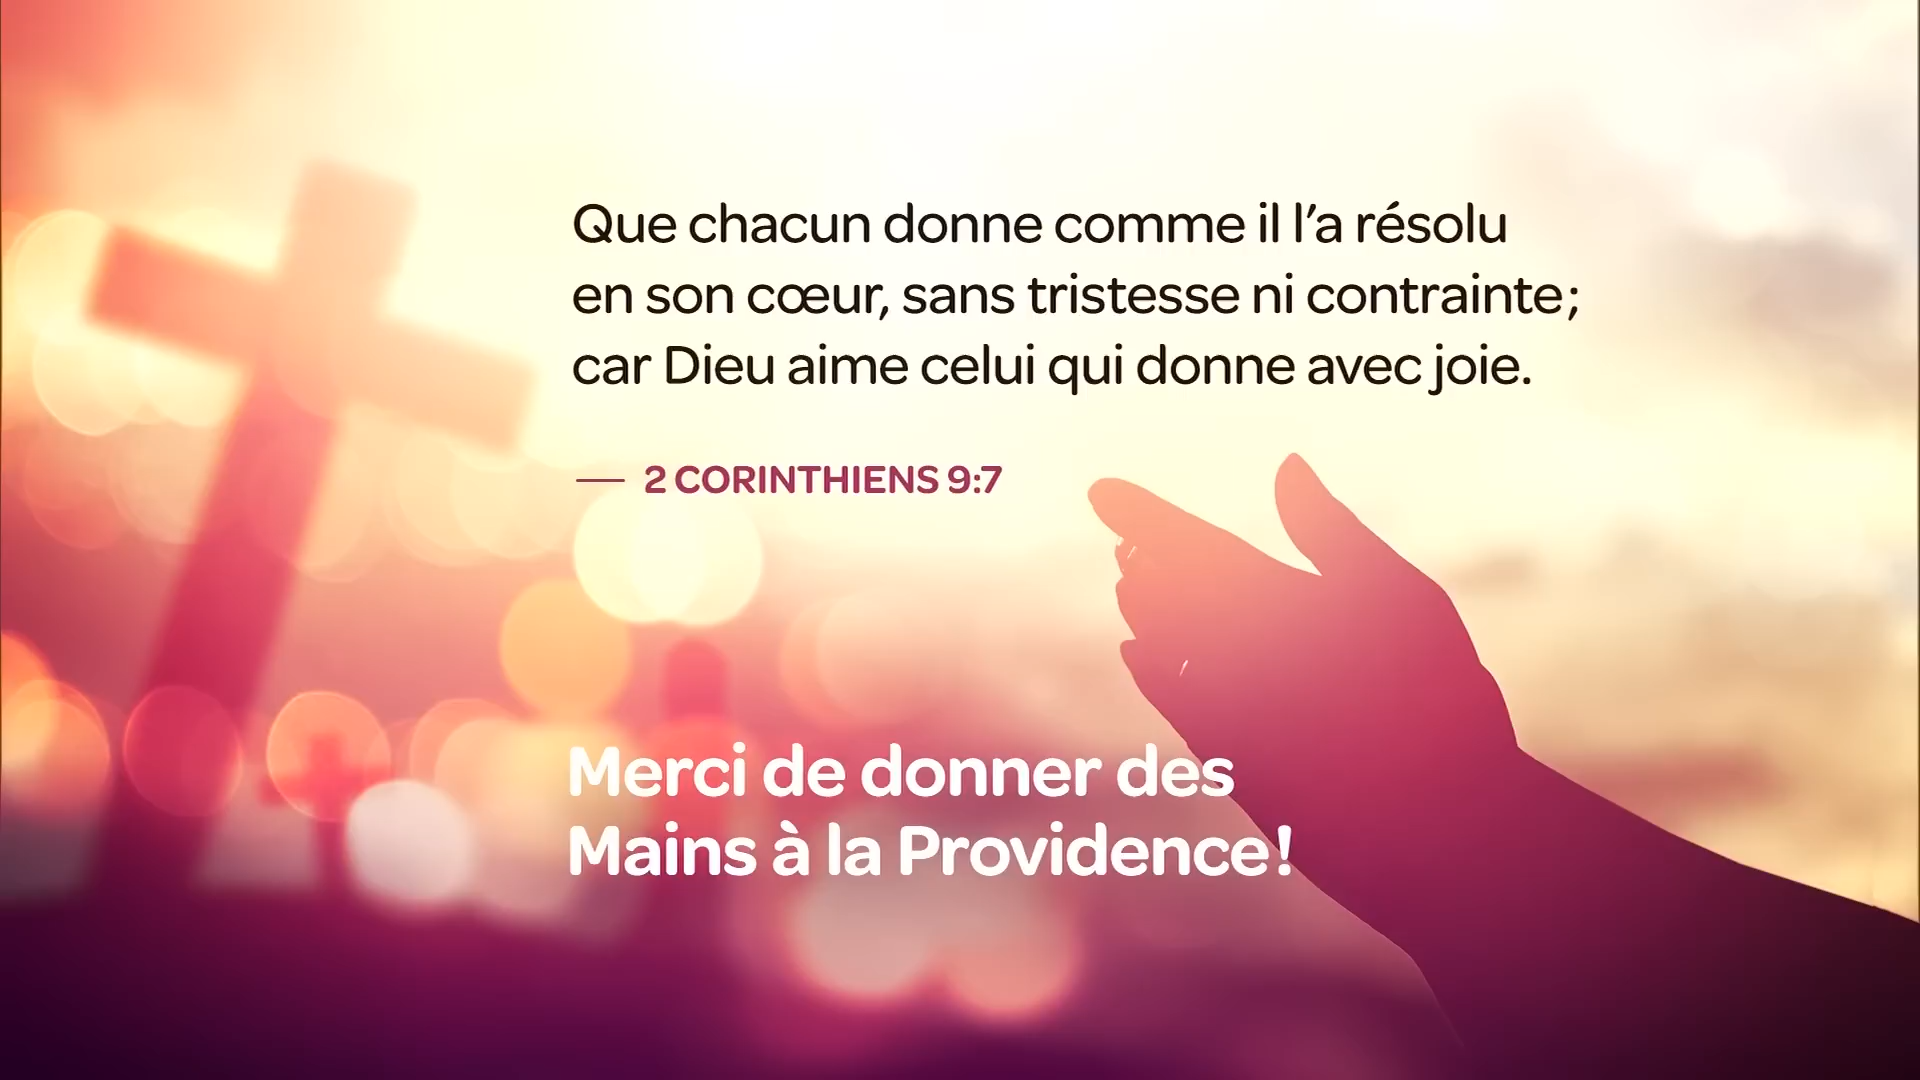 Que chacun donne comme il l’a résolu
en son cœur, sans tristesse ni contrainte;
car Dieu aime celui qui donne avec joie.
— 2 CORINTHIENS 9:7
Merci de donner des
Mains à la Providence!